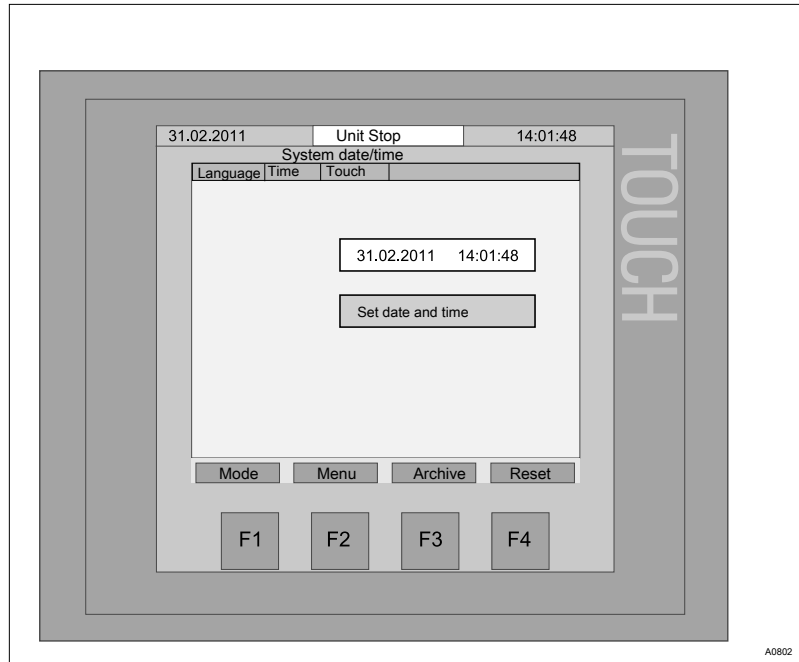 31.02.2011 Unit Stop 14:01:48
System date/time
Language Time Touch
31.02.2011 14:01:48
Set date and time
Mode Menu Archive Reset
F1 F2 F3 F4
TOUCH
A0802